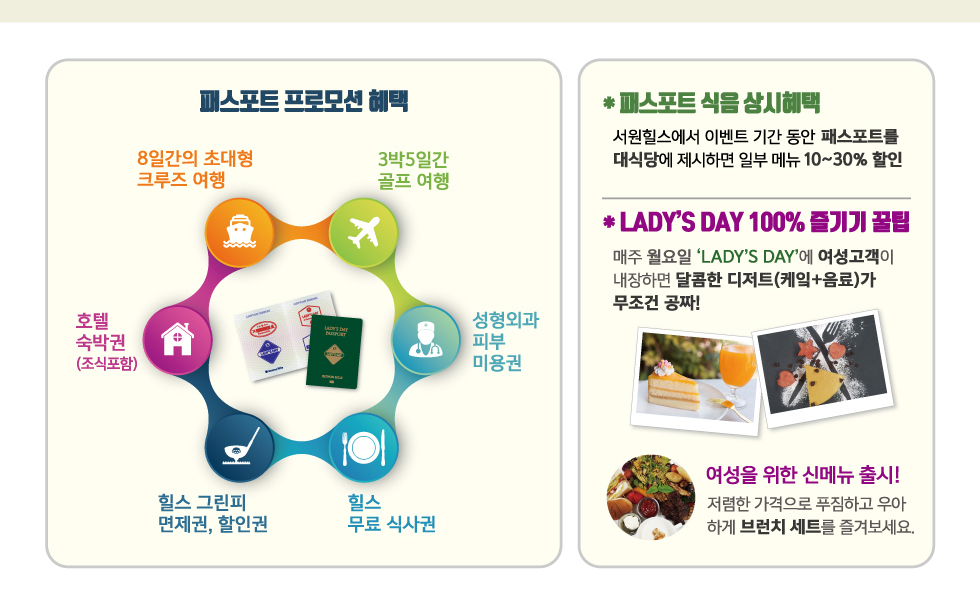 패스포트 프로모션 혜택
8일간의 초대형
크루즈 여행
3박5일간
골프 여행
호텔
숙박권
(조식포함)
성형외과
피부
미용권
LADY'S DAY
PASSPORT
힐스 그린피
면제권, 할인권
힐스
무료 식사권
* 패스포트 식음 상시혜택
서원힐스에서 이벤트 기간 동안 패스포트를
대식당에 제시하면 일부 메뉴 10~30% 할인
* LADY'S DAY 100% 즐기기 꿀팁
매주 월요일 ‘LADY'S DAY’에 여성고객이
내장하면 달콤한 디저트(케잌+음료)가
무조건 공짜!
여성을 위한 신메뉴 출시!
저렴한 가격으로 푸짐하고 우아
하게 브런치 세트를 즐겨보세요.